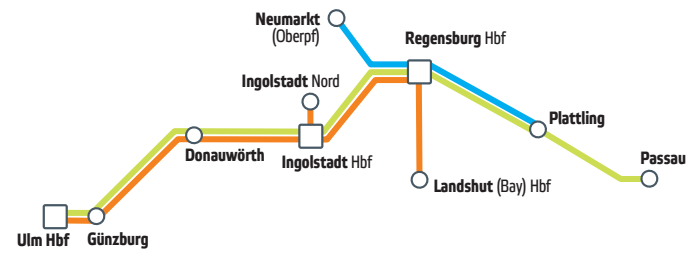 Neumarkt
(Oberpf)
Regensburg Hbf
Ingolstadt Nord
Plattling
Donauwörth
Ingolstadt Hbf
Passau
Landshut (Bay) Hbf
Ulm Hbf
Günzburg